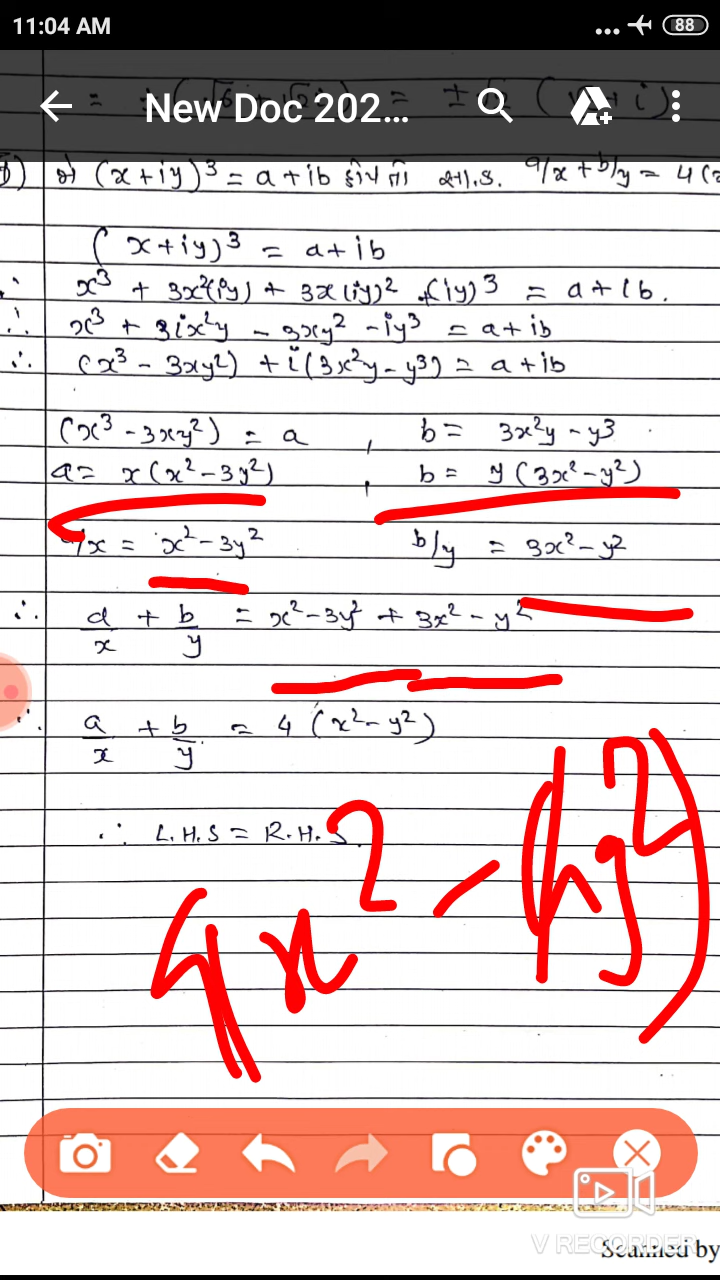 11:04 AM 88
New Doc 202...
(x+iy)³ = a+ib હોય તો સા.ક. a/x + b/y = 4(
(x+iy)³ = a+ib
∴ x³ + 3x²(iy) + 3x(iy)² + (iy)³ = a+ib.
∴ x³ + 3ix²y - 3xy² - iy³ = a+ib
∴ (x³ - 3xy²) + i(3x²y - y³) = a+ib
(x³ - 3xy²) = a , b = 3x²y - y³
a = x(x² - 3y²) , b = y(3x² - y²)
/x = x² - 3y² b/y = 3x² - y²
∴ a/x + b/y = x² - 3y² + 3x² - y²
∴ a/x + b/y = 4(x² - y²)
∴ L.H.S = R.H.S.
4x² - (4y²)
V RECORDER
Scanned by